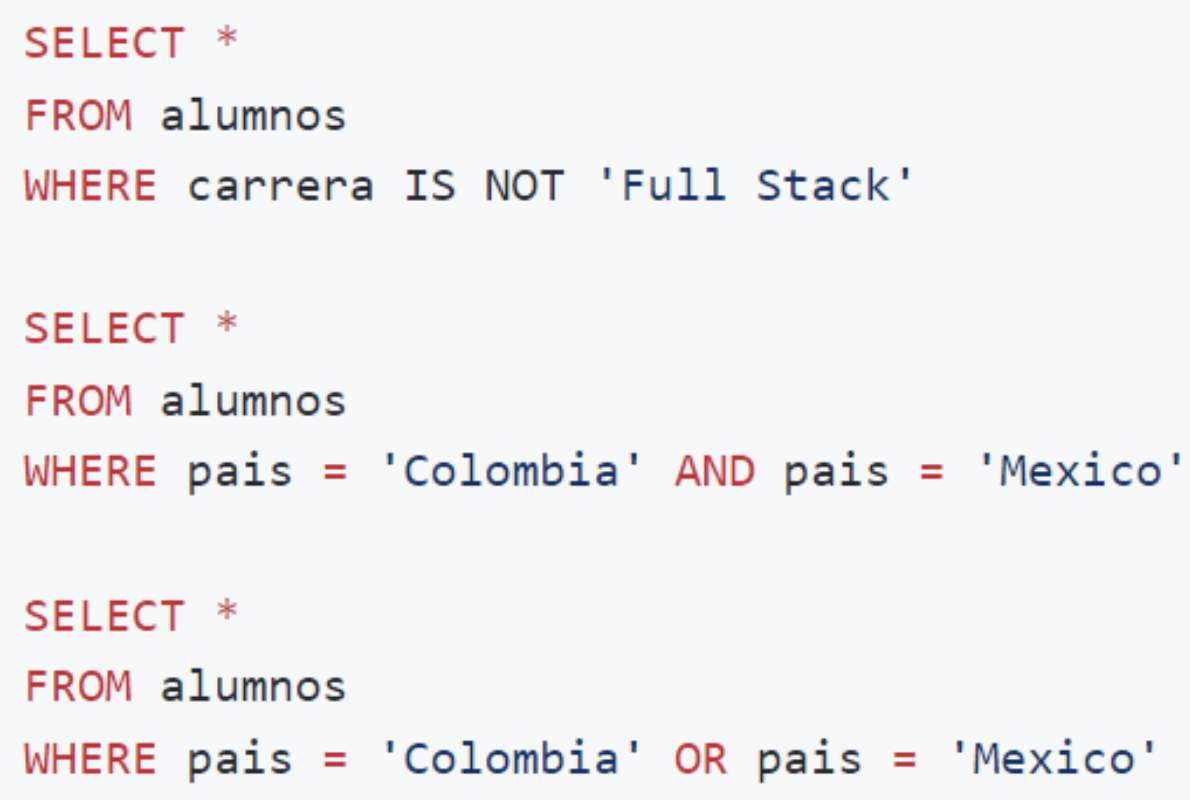 SELECT *
FROM alumnos
WHERE carrera IS NOT 'Full Stack'
SELECT *
FROM alumnos
WHERE pais = 'Colombia' AND pais = 'Mexico'
SELECT *
FROM alumnos
WHERE pais = 'Colombia' OR pais = 'Mexico'